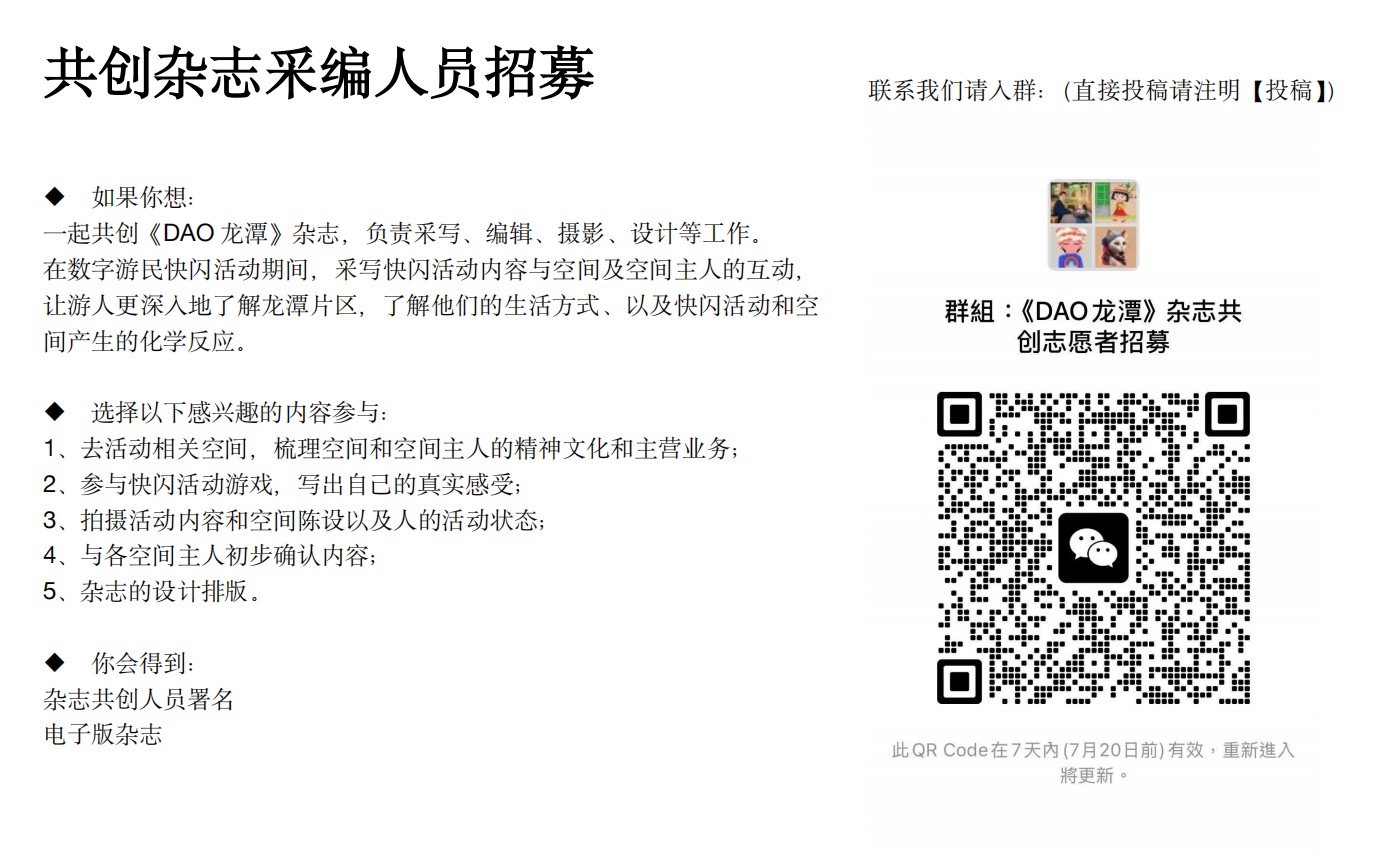 共创杂志采编人员招募
◆ 如果你想:
一起共创《DAO 龙潭》杂志，负责采写、编辑、摄影、设计等工作。
在数字游民快闪活动期间，采写快闪活动内容与空间及空间主人的互动，
让游人更深入地了解龙潭片区，了解他们的生活方式、以及快闪活动和空
间产生的化学反应。
◆ 选择以下感兴趣的内容参与:
1、去活动相关空间，梳理空间和空间主人的精神文化和主营业务;
2、参与快闪活动游戏，写出自己的真实感受;
3、拍摄活动内容和空间陈设以及人的活动状态;
4、与各空间主人初步确认内容;
5、杂志的设计排版。
◆ 你会得到:
杂志共创人员署名
电子版杂志
联系我们请入群:（直接投稿请注明【投稿】)
群組：《DAO龙潭》杂志共
创志愿者招募
此QR Code在7天內(7月20日前)有效，重新進入
將更新。